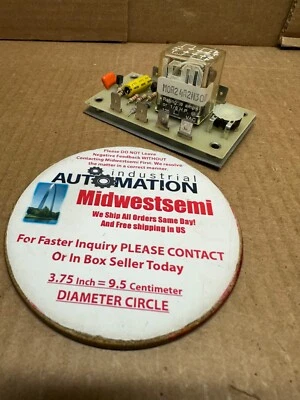 MOR2402N30
Please DO NOT Leave
Negative Feedback WITHOUT
Contacting Midwestsemi First. We resolve
the matter in a correct manner.
industrial
AUTOMATION
Midwestsemi
We Ship All Orders Same Day!
And Free shipping in US
For Faster Inquiry PLEASE CONTACT
Or In Box Seller Today
3.75 Inch = 9.5 Centimeter
DIAMETER CIRCLE